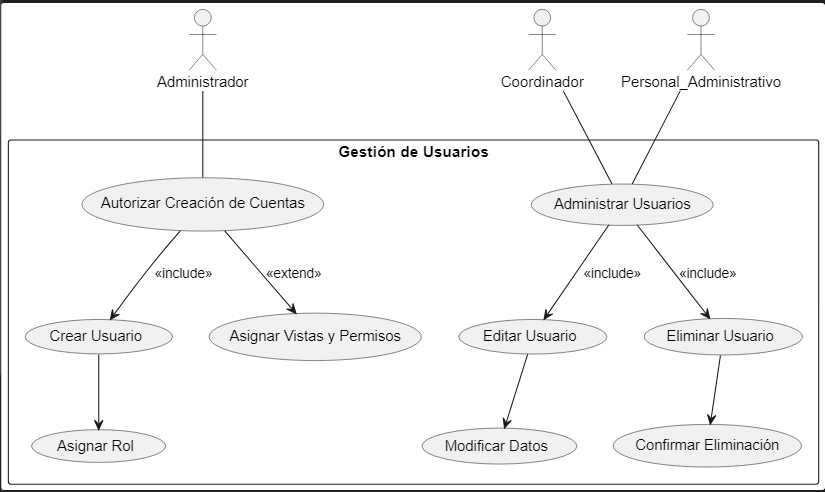 Administrador
Coordinador
Personal_Administrativo
Gestión de Usuarios
Autorizar Creación de Cuentas
Administrar Usuarios
«include»
«extend»
«include»
«include»
Crear Usuario
Asignar Vistas y Permisos
Editar Usuario
Eliminar Usuario
Asignar Rol
Modificar Datos
Confirmar Eliminación